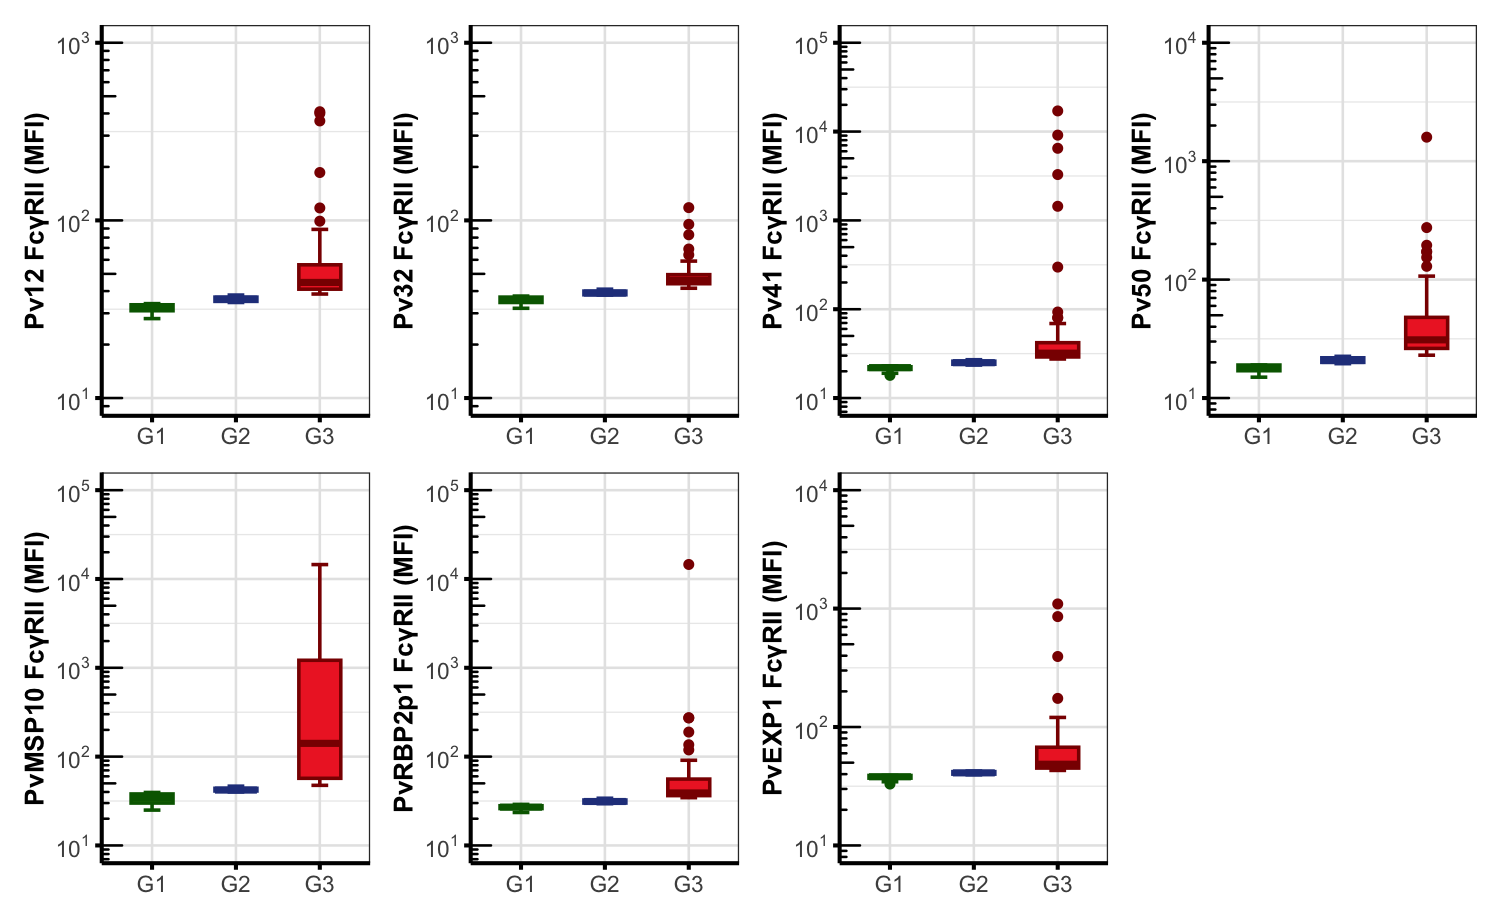 Pv12 FcγRII (MFI)
10³
10²
10¹
G1 G2 G3
Pv32 FcγRII (MFI)
10³
10²
10¹
G1 G2 G3
Pv41 FcγRII (MFI)
10⁵
10⁴
10³
10²
10¹
G1 G2 G3
Pv50 FcγRII (MFI)
10⁴
10³
10²
10¹
G1 G2 G3
PvMSP10 FcγRII (MFI)
10⁵
10⁴
10³
10²
10¹
G1 G2 G3
PvRBP2p1 FcγRII (MFI)
10⁵
10⁴
10³
10²
10¹
G1 G2 G3
PvEXP1 FcγRII (MFI)
10⁴
10³
10²
10¹
G1 G2 G3